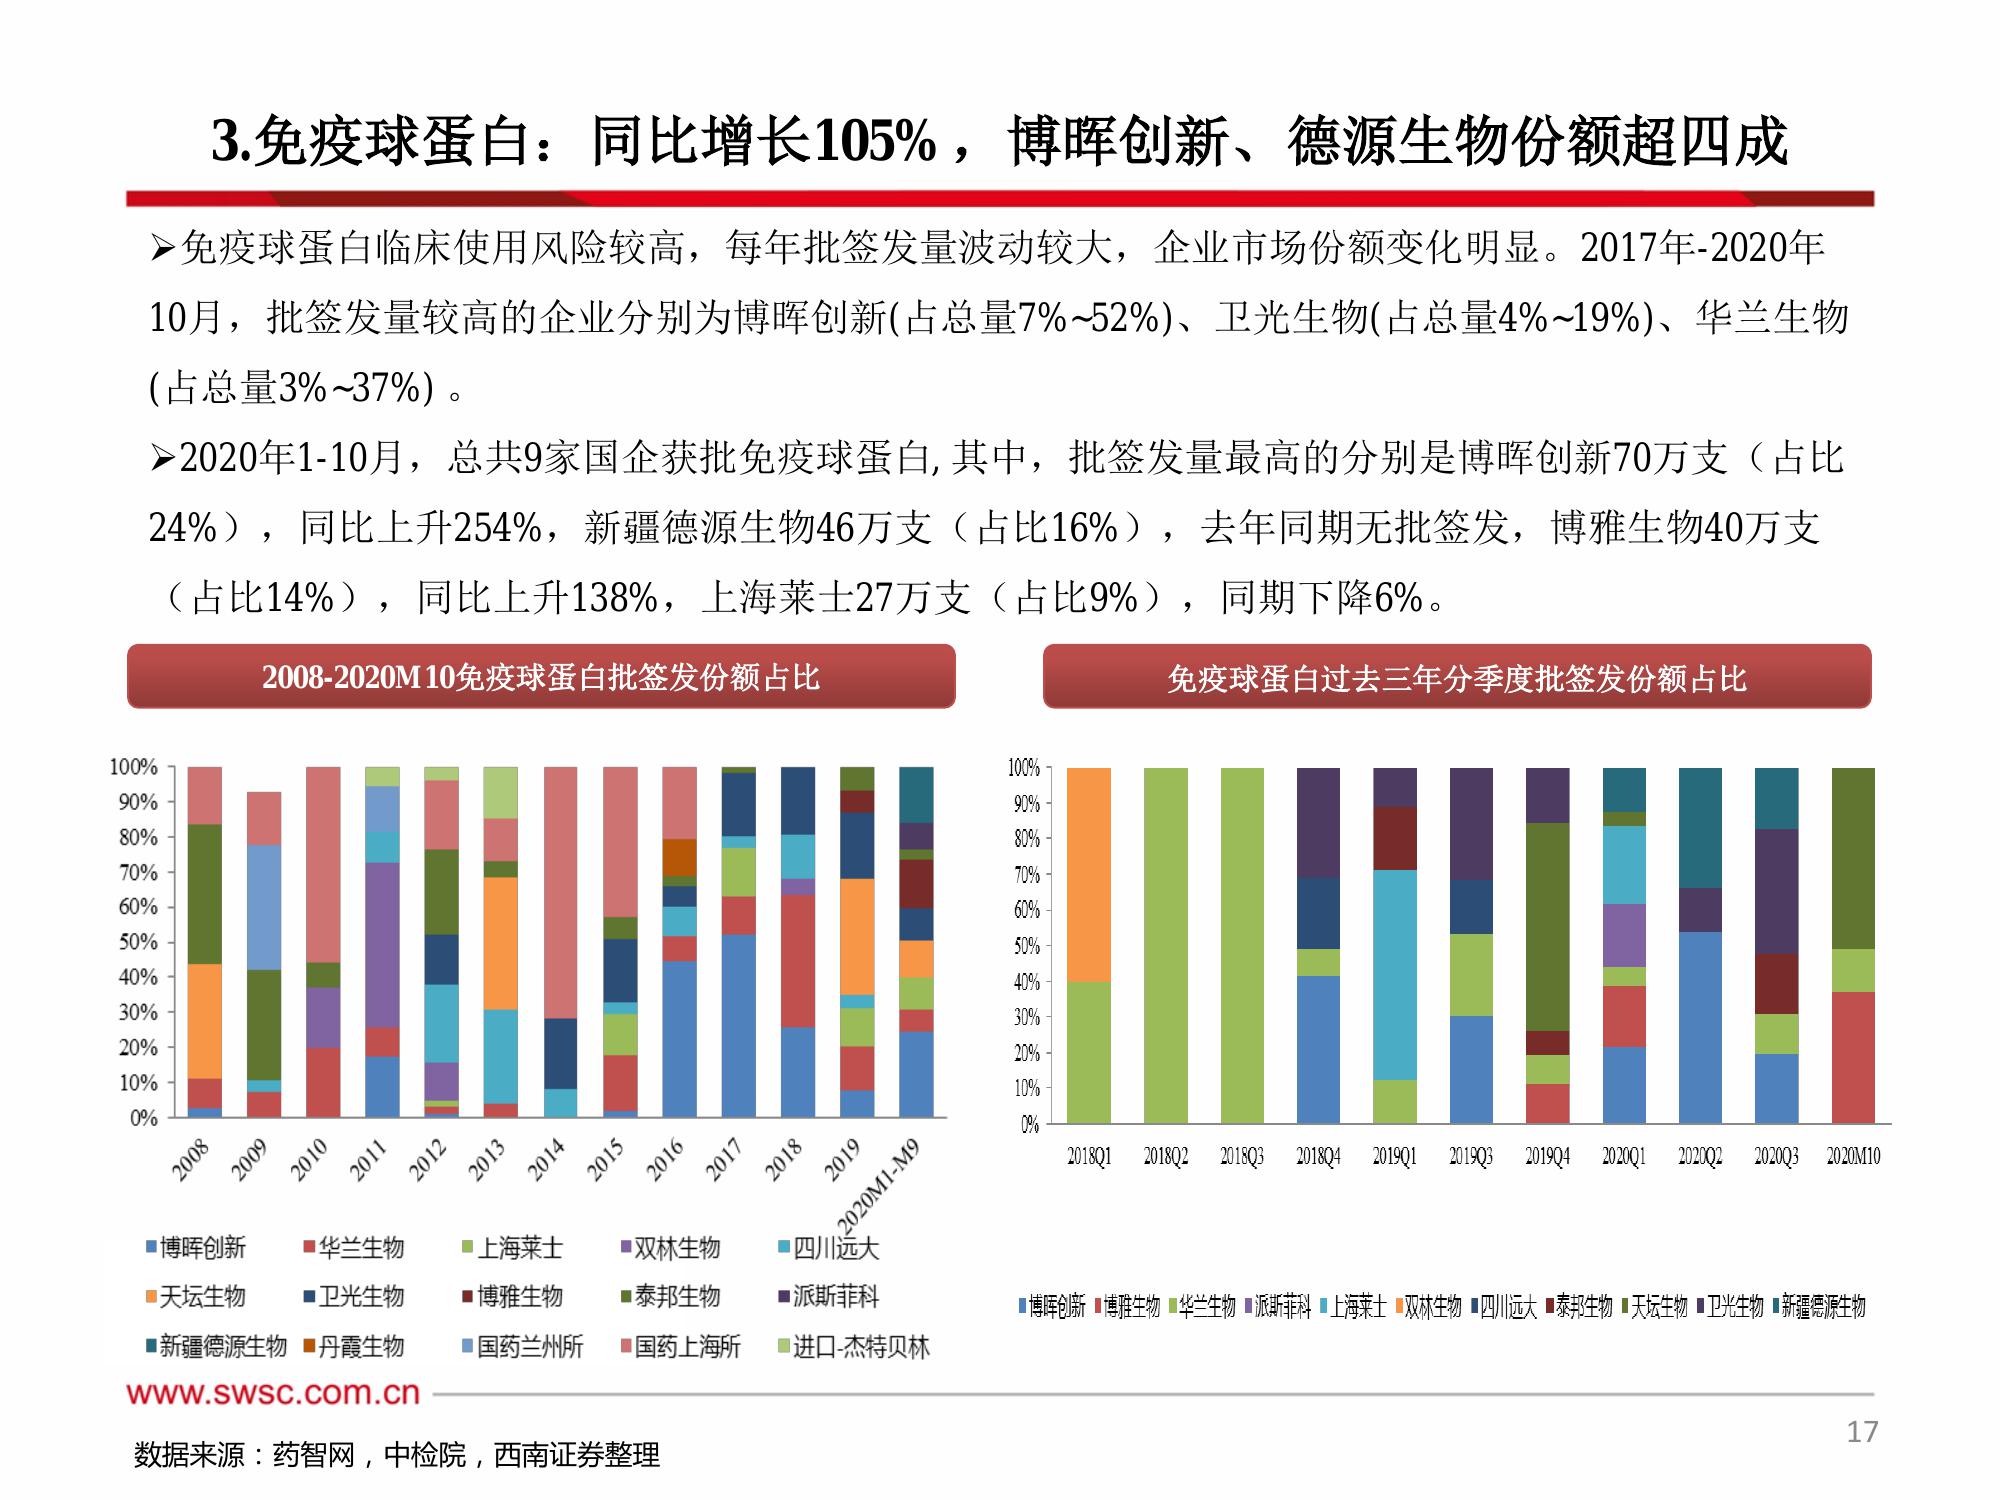 3.免疫球蛋白：同比增长105%，博晖创新、德源生物份额超四成
➢免疫球蛋白临床使用风险较高，每年批签发量波动较大，企业市场份额变化明显。2017年-2020年
10月，批签发量较高的企业分别为博晖创新(占总量7%~52%)、卫光生物(占总量4%~19%)、华兰生物
(占总量3%~37%) 。
➢2020年1-10月，总共9家国企获批免疫球蛋白, 其中，批签发量最高的分别是博晖创新70万支（占比
24%），同比上升254%，新疆德源生物46万支（占比16%），去年同期无批签发，博雅生物40万支
（占比14%），同比上升138%，上海莱士27万支（占比9%），同期下降6%。
2008-2020M10免疫球蛋白批签发份额占比
100%
90%
80%
70%
60%
50%
40%
30%
20%
10%
0%
2008 2009 2010 2011 2012 2013 2014 2015 2016 2017 2018 2019 2020M1-M9
博晖创新 华兰生物 上海莱士 双林生物 四川远大
天坛生物 卫光生物 博雅生物 泰邦生物 派斯菲科
新疆德源生物 丹霞生物 国药兰州所 国药上海所 进口-杰特贝林
免疫球蛋白过去三年分季度批签发份额占比
100%
90%
80%
70%
60%
50%
40%
30%
20%
10%
0%
2018Q1 2018Q2 2018Q3 2018Q4 2019Q1 2019Q3 2019Q4 2020Q1 2020Q2 2020Q3 2020M10
博晖创新 博雅生物 华兰生物 派斯菲科 上海莱士 双林生物 四川远大 泰邦生物 天坛生物 卫光生物 新疆德源生物
www.swsc.com.cn
17
数据来源：药智网，中检院，西南证券整理